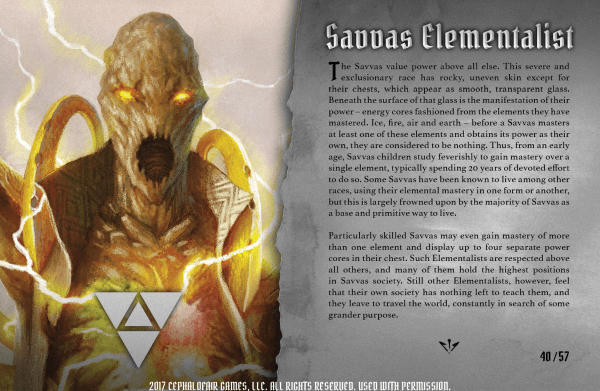 Savvas Elementalist
The Savvas value power above all else. This severe and
exclusionary race has rocky, uneven skin except for
their chests, which appear as smooth, transparent glass.
Beneath the surface of that glass is the manifestation of their
power – energy cores fashioned from the elements they have
mastered. Ice, fire, air and earth – before a Savvas masters
at least one of these elements and obtains its power as their
own, they are considered to be nothing. Thus, from an early
age, Savvas children study feverishly to gain mastery over a
single element, typically spending 20 years of devoted effort
to do so. Some Savvas have been known to live among other
races, using their elemental mastery in one form or another,
but this is largely frowned upon by the majority of Savvas as
a base and primitive way to live.
Particularly skilled Savvas may even gain mastery of more
than one element and display up to four separate power
cores in their chest. Such Elementalists are respected above
all others, and many of them hold the highest positions
in Savvas society. Still other Elementalists, however, feel
that their own society has nothing left to teach them, and
they leave to travel the world, constantly in search of some
grander purpose.
40/57
2017 CEPHALOFAIR GAMES, LLC. ALL RIGHTS RESERVED. USED WITH PERMISSION.